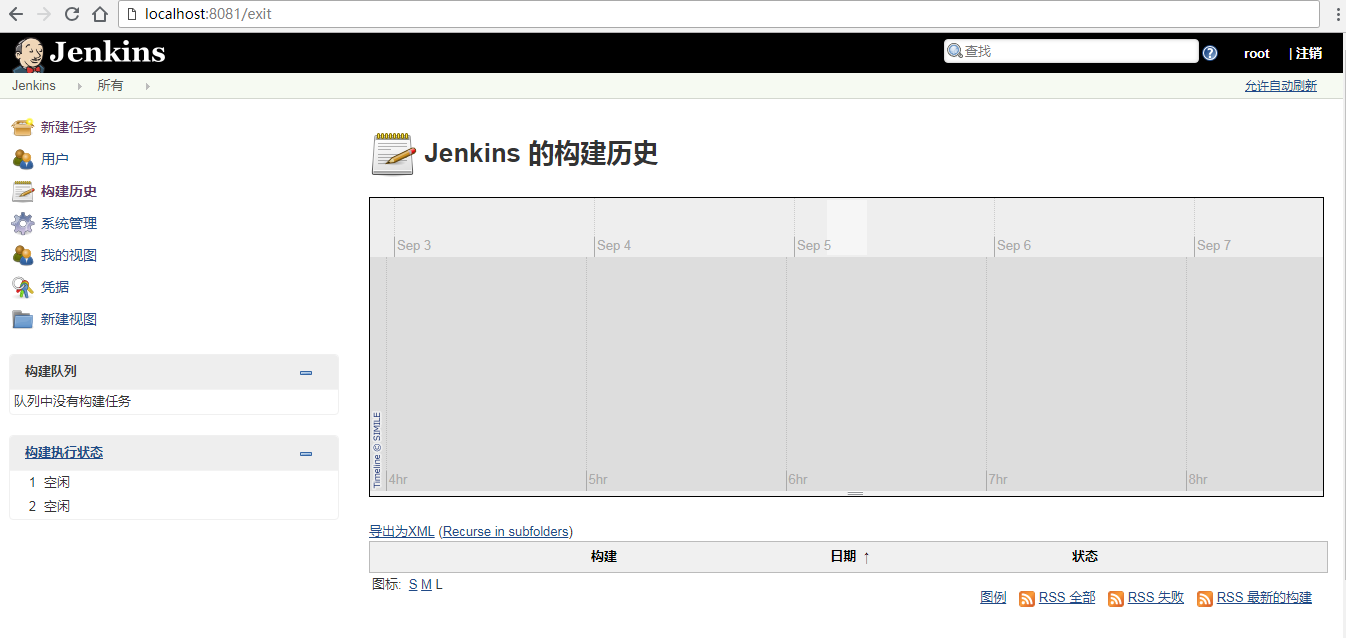 localhost:8081/exit
Jenkins
查找
root
| 注销
Jenkins
所有
允许自动刷新
新建任务
用户
构建历史
系统管理
我的视图
凭据
新建视图
构建队列
队列中没有构建任务
构建执行状态
1 空闲
2 空闲
Jenkins 的构建历史
Sep 3 Sep 4 Sep 5 Sep 6 Sep 7
Timeline © SIMILE
4hr 5hr 6hr 7hr 8hr
导出为XML (Recurse in subfolders)
构建 日期 ↑ 状态
图标: S M L
图例 RSS 全部 RSS 失败 RSS 最新的构建